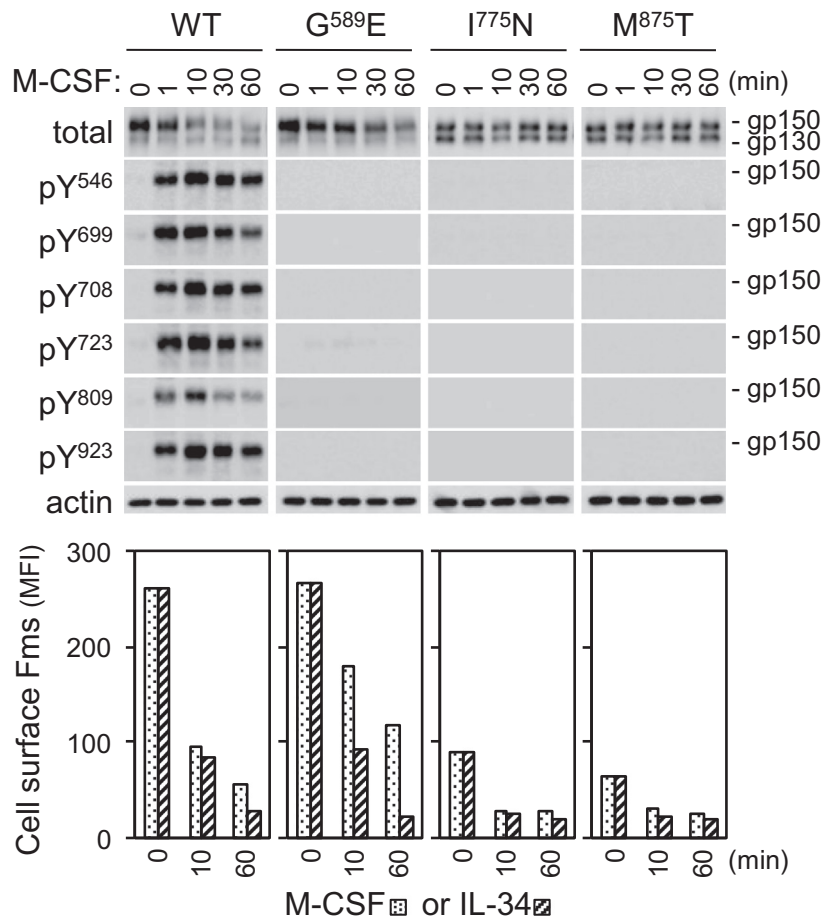 WT G⁵⁸⁹E I⁷⁷⁵N M⁸⁷⁵T
M-CSF: 0 1 10 30 60 0 1 10 30 60 0 1 10 30 60 0 1 10 30 60 (min)
total - gp150
- gp130
pY⁵⁴⁶ - gp150
pY⁶⁹⁹ - gp150
pY⁷⁰⁸ - gp150
pY⁷²³ - gp150
pY⁸⁰⁹ - gp150
pY⁹²³ - gp150
actin
Cell surface Fms (MFI)
300
200
100
0
0 10 60 0 10 60 0 10 60 0 10 60 (min)
M-CSF or IL-34